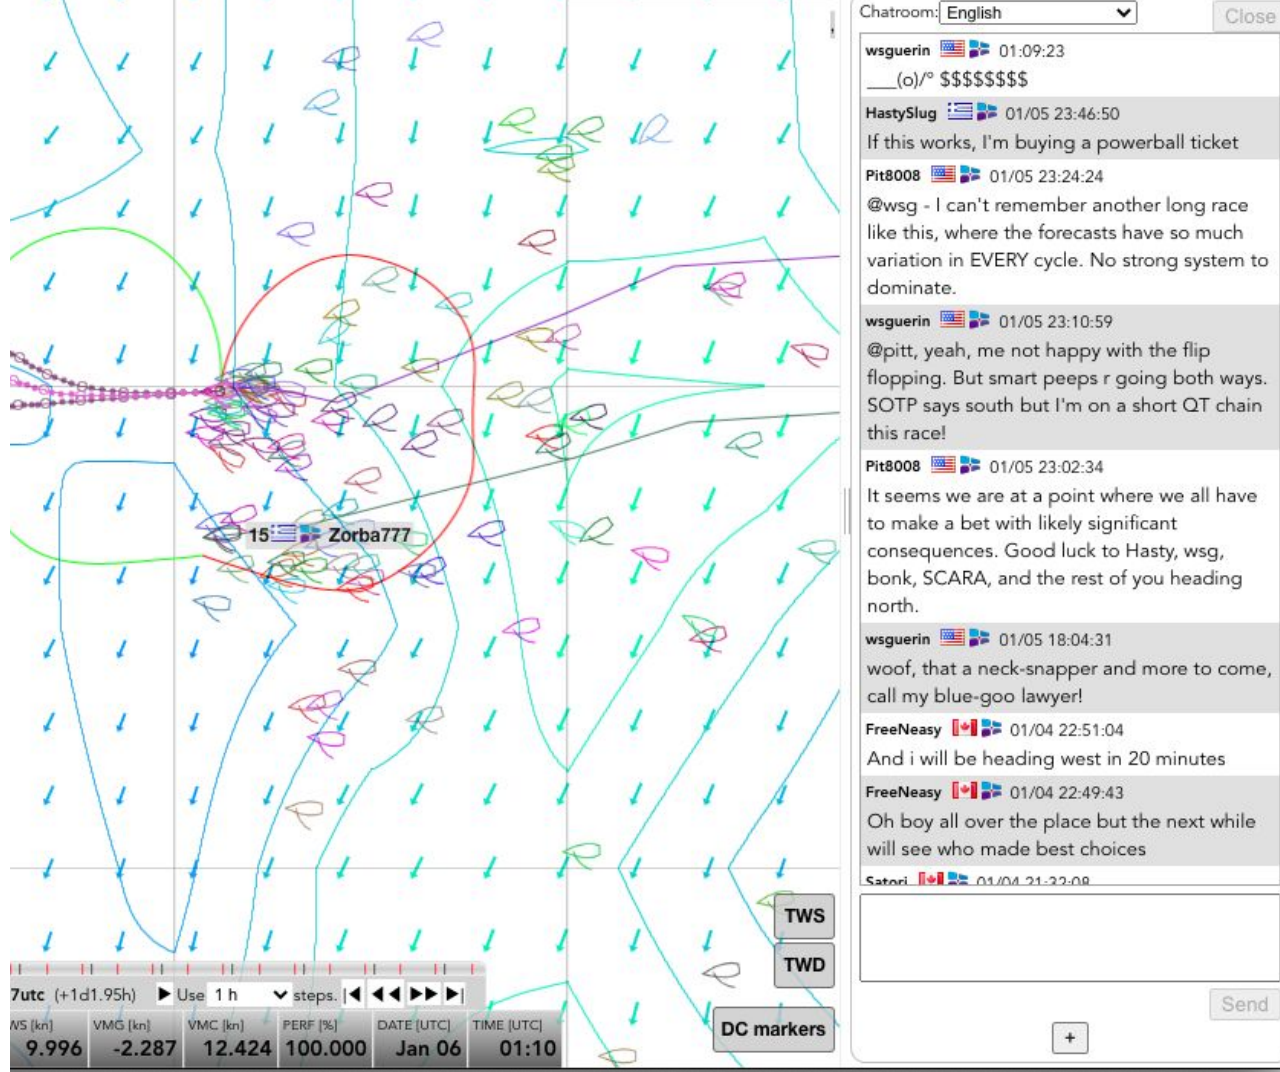 Chatroom: English
Close
wsguerin 01:09:23
___(o)/° $$$$$$$$
HastySlug 01/05 23:46:50
If this works, I'm buying a powerball ticket
Pit8008 01/05 23:24:24
@wsg - I can't remember another long race
like this, where the forecasts have so much
variation in EVERY cycle. No strong system to
dominate.
wsguerin 01/05 23:10:59
@pitt, yeah, me not happy with the flip
flopping. But smart peeps r going both ways.
SOTP says south but I'm on a short QT chain
this race!
Pit8008 01/05 23:02:34
It seems we are at a point where we all have
to make a bet with likely significant
consequences. Good luck to Hasty, wsg,
bonk, SCARA, and the rest of you heading
north.
wsguerin 01/05 18:04:31
woof, that a neck-snapper and more to come,
call my blue-goo lawyer!
FreeNeasy 01/04 22:51:04
And i will be heading west in 20 minutes
FreeNeasy 01/04 22:49:43
Oh boy all over the place but the next while
will see who made best choices
Satori 01/04 21:32:08
Send
+
15 Zorba777
TWS
TWD
DC markers
7utc (+1d1.95h) Use 1 h steps.
WS [kn] VMG [kn] VMC [kn] PERF [%] DATE [UTC] TIME [UTC]
9.996 -2.287 12.424 100.000 Jan 06 01:10